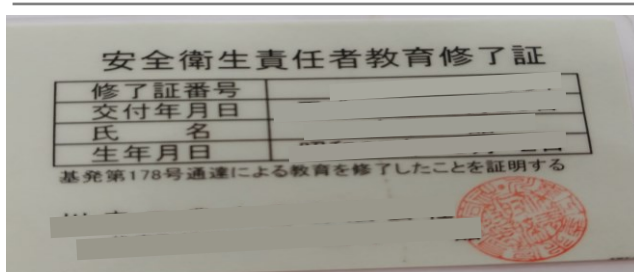 安全衛生責任者教育修了証
修了証番号
交付年月日
氏 名
生年月日
基発第178号通達による教育を修了したことを証明する